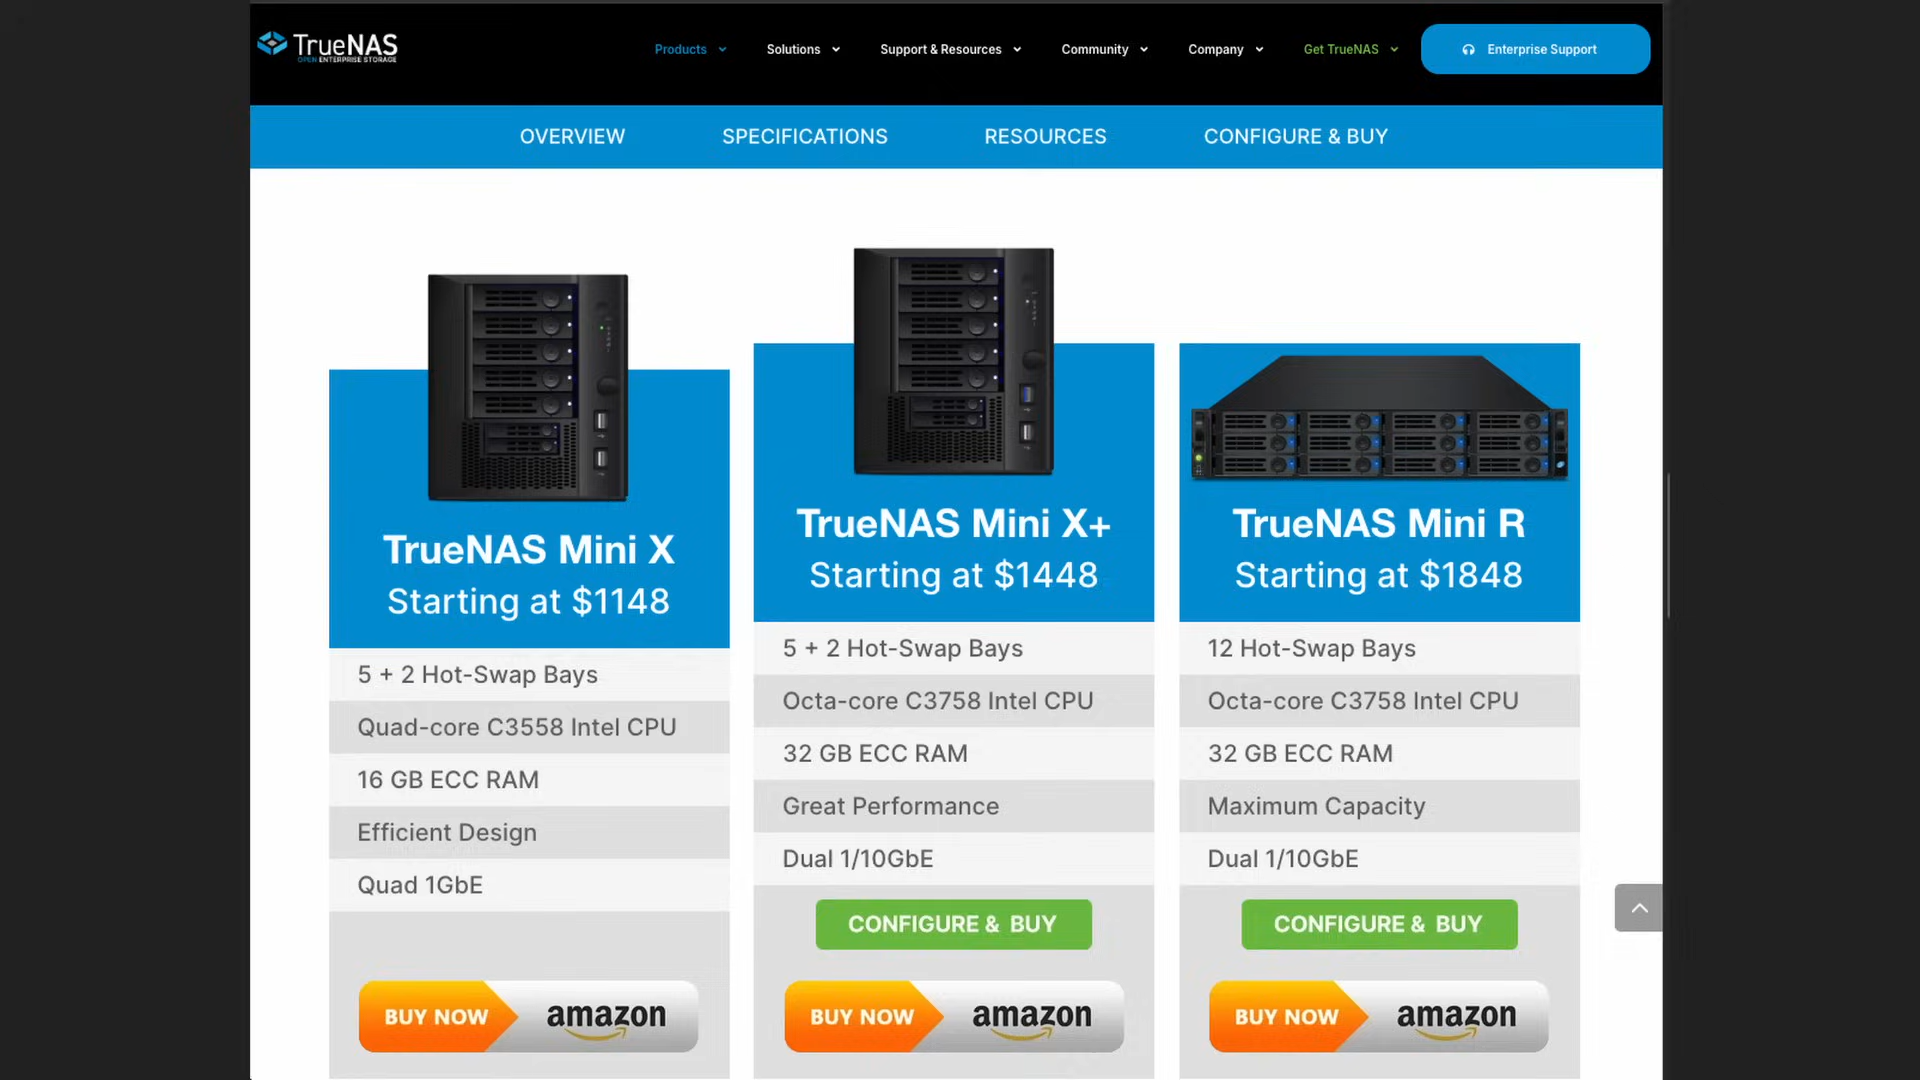 TrueNAS
OPEN ENTERPRISE STORAGE
Products
Solutions
Support & Resources
Community
Company
Get TrueNAS
Enterprise Support
OVERVIEW
SPECIFICATIONS
RESOURCES
CONFIGURE & BUY
TrueNAS Mini X
Starting at $1148
5 + 2 Hot-Swap Bays
Quad-core C3558 Intel CPU
16 GB ECC RAM
Efficient Design
Quad 1GbE
BUY NOW
amazon
TrueNAS Mini X+
Starting at $1448
5 + 2 Hot-Swap Bays
Octa-core C3758 Intel CPU
32 GB ECC RAM
Great Performance
Dual 1/10GbE
CONFIGURE & BUY
BUY NOW
amazon
TrueNAS Mini R
Starting at $1848
12 Hot-Swap Bays
Octa-core C3758 Intel CPU
32 GB ECC RAM
Maximum Capacity
Dual 1/10GbE
CONFIGURE & BUY
BUY NOW
amazon